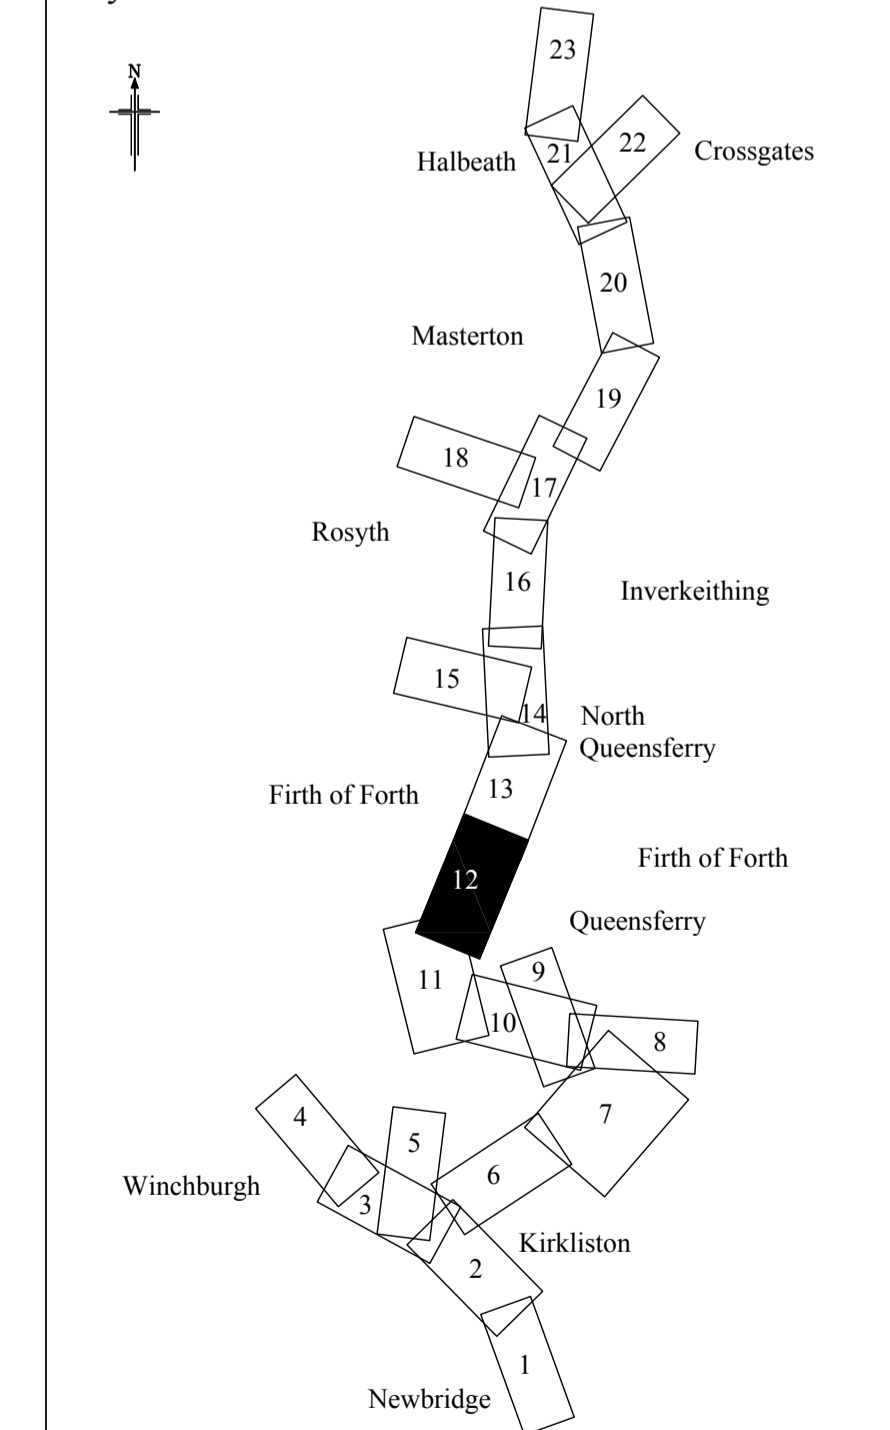 23
N
22
Crossgates
21
Halbeath
20
Masterton
19
18
17
Rosyth
16
Inverkeithing
15
14
North
Queensferry
13
Firth of Forth
Firth of Forth
12
Queensferry
9
11
10
8
7
4
5
6
Winchburgh
3
Kirkliston
2
1
Newbridge